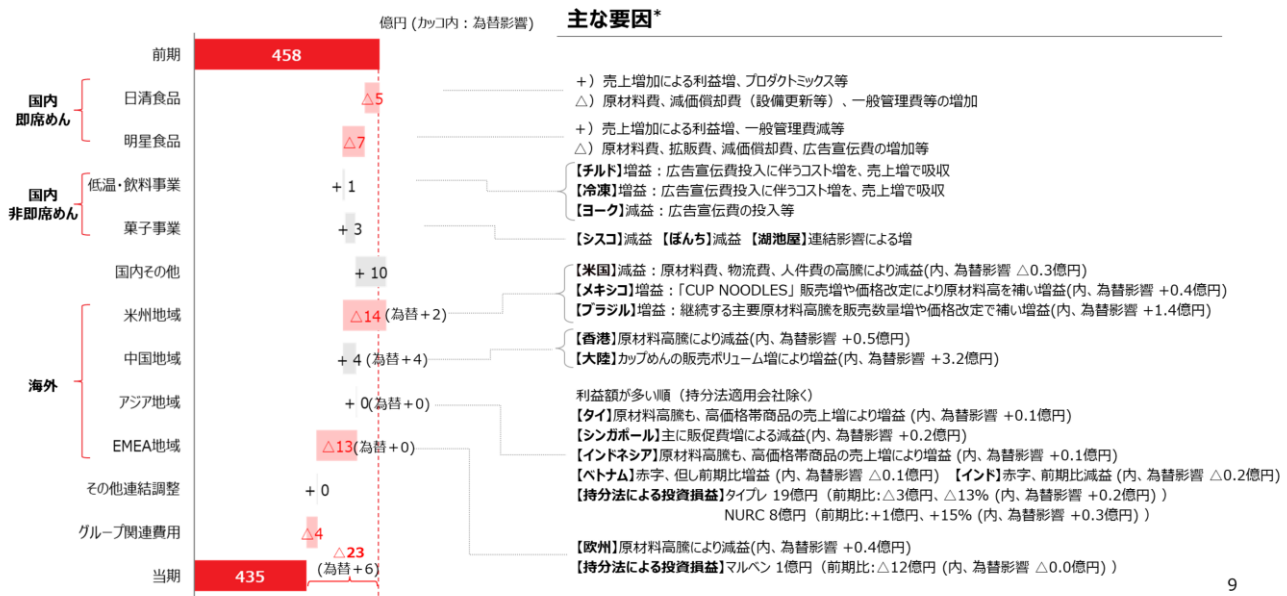 億円 (カッコ内：為替影響)
主な要因*
前期
458
国内
即席めん
日清食品
△5
+）売上増加による利益増、プロダクトミックス等
△）原材料費、減価償却費（設備更新等）、一般管理費等の増加
明星食品
△7
+）売上増加による利益増、一般管理費減等
△）原材料費、拡販費、減価償却費、広告宣伝費の増加等
国内
非即席めん
低温・飲料事業
+ 1
【チルド】増益：広告宣伝費投入に伴うコスト増を、売上増で吸収
【冷凍】増益：広告宣伝費投入に伴うコスト増を、売上増で吸収
【ヨーク】減益：広告宣伝費の投入等
菓子事業
+ 3
【シスコ】減益 【ぼんち】減益 【湖池屋】連結影響による増
国内その他
+ 10
海外
米州地域
△14 (為替+2)
【米国】減益：原材料費、物流費、人件費の高騰により減益(内、為替影響 △0.3億円)
【メキシコ】増益：「CUP NOODLES」販売増や価格改定により原材料高を補い増益(内、為替影響 +0.4億円)
【ブラジル】増益：継続する主要原材料高騰を販売数量増や価格改定で補い増益(内、為替影響 +1.4億円)
中国地域
+ 4 (為替+4)
【香港】原材料高騰により減益(内、為替影響 +0.5億円)
【大陸】カップめんの販売ボリューム増により増益(内、為替影響 +3.2億円)
アジア地域
+ 0(為替+0)
利益額が多い順（持分法適用会社除く）
【タイ】原材料高騰も、高価格帯商品の売上増により増益 (内、為替影響 +0.1億円)
【シンガポール】主に販促費増による減益(内、為替影響 +0.2億円)
【インドネシア】原材料高騰も、高価格帯商品の売上増により増益 (内、為替影響 +0.1億円)
【ベトナム】赤字、但し前期比増益 (内、為替影響 △0.1億円) 【インド】赤字、前期比減益 (内、為替影響 △0.2億円)
【持分法による投資損益】タイプレ 19億円（前期比:△3億円、△13% (内、為替影響 +0.2億円) ）
NURC 8億円（前期比:+1億円、+15% (内、為替影響 +0.3億円) ）
EMEA地域
△13(為替+0)
【欧州】原材料高騰により減益(内、為替影響 +0.4億円)
【持分法による投資損益】マルベン 1億円（前期比:△12億円 (内、為替影響 △0.0億円) ）
その他連結調整
+ 0
グループ関連費用
△4
△23
(為替+6)
当期
435
9